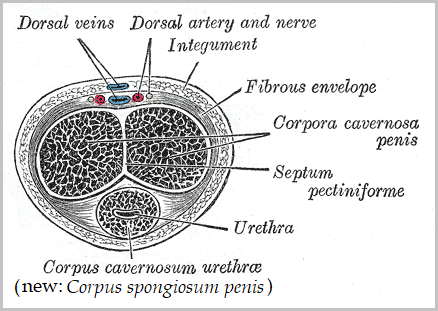 Dorsal veins
Dorsal artery and nerve
Integument
Fibrous envelope
Corpora cavernosa
penis
Septum
pectiniforme
Urethra
Corpus cavernosum urethræ
(new: Corpus spongiosum penis)